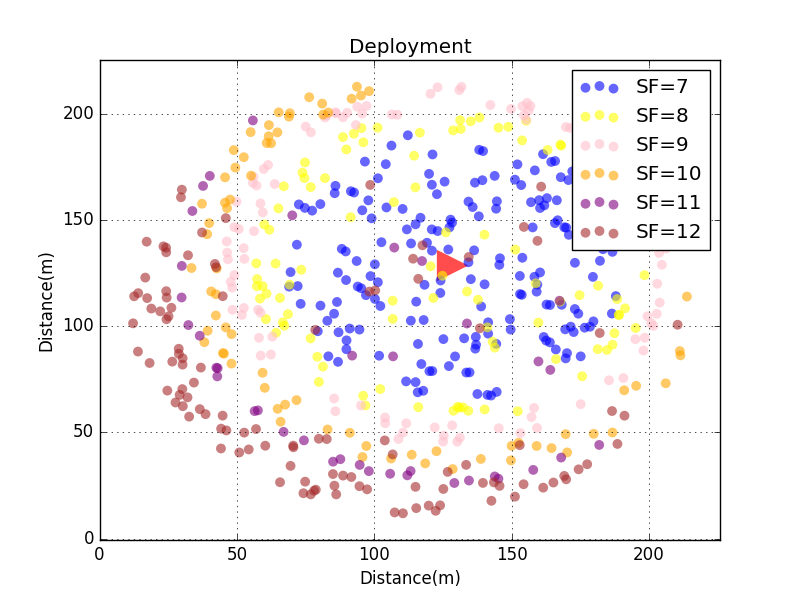 Deployment
SF=7
SF=8
SF=9
SF=10
SF=11
SF=12
200
150
100
50
0
Distance(m)
0 50 100 150 200
Distance(m)